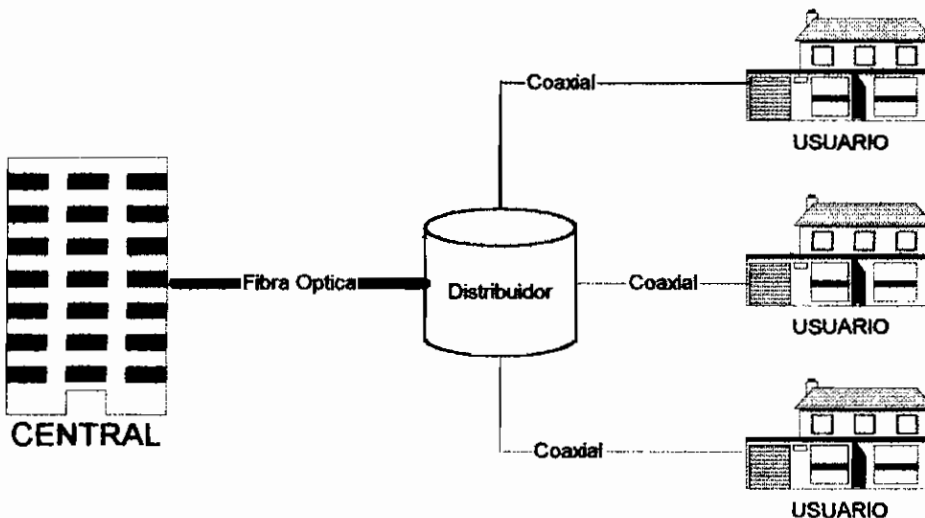 Coaxial
USUARIO
CENTRAL
Fibra Optica
Distribuidor
Coaxial
USUARIO
Coaxial
USUARIO